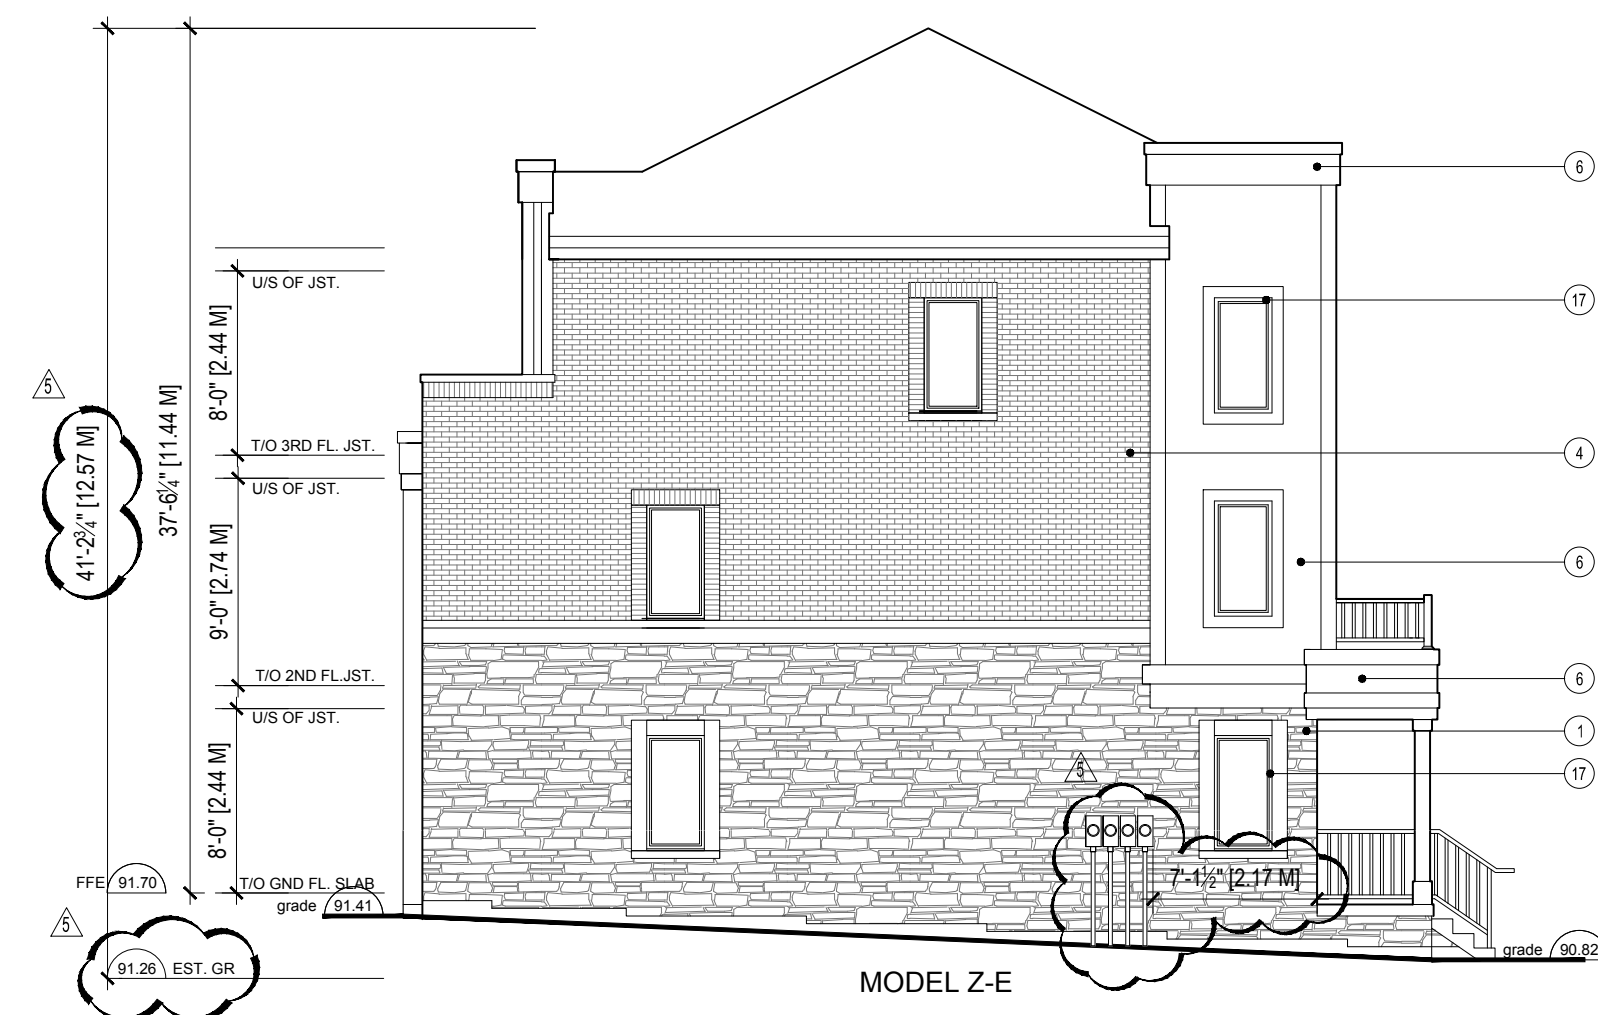 6
U/S OF JST.
17
8'-0" [2.44 M]
5
37'-6¼" [11.44 M]
41'-2¾" [12.57 M]
T/O 3RD FL. JST.
4
U/S OF JST.
9'-0" [2.74 M]
6
T/O 2ND FL.JST.
6
U/S OF JST.
1
5
17
8'-0" [2.44 M]
FFE 91.70
T/O GND FL. SLAB
7'-1½" [2.17 M]
grade 91.41
5
91.26 EST. GR
grade 90.82
MODEL Z-E